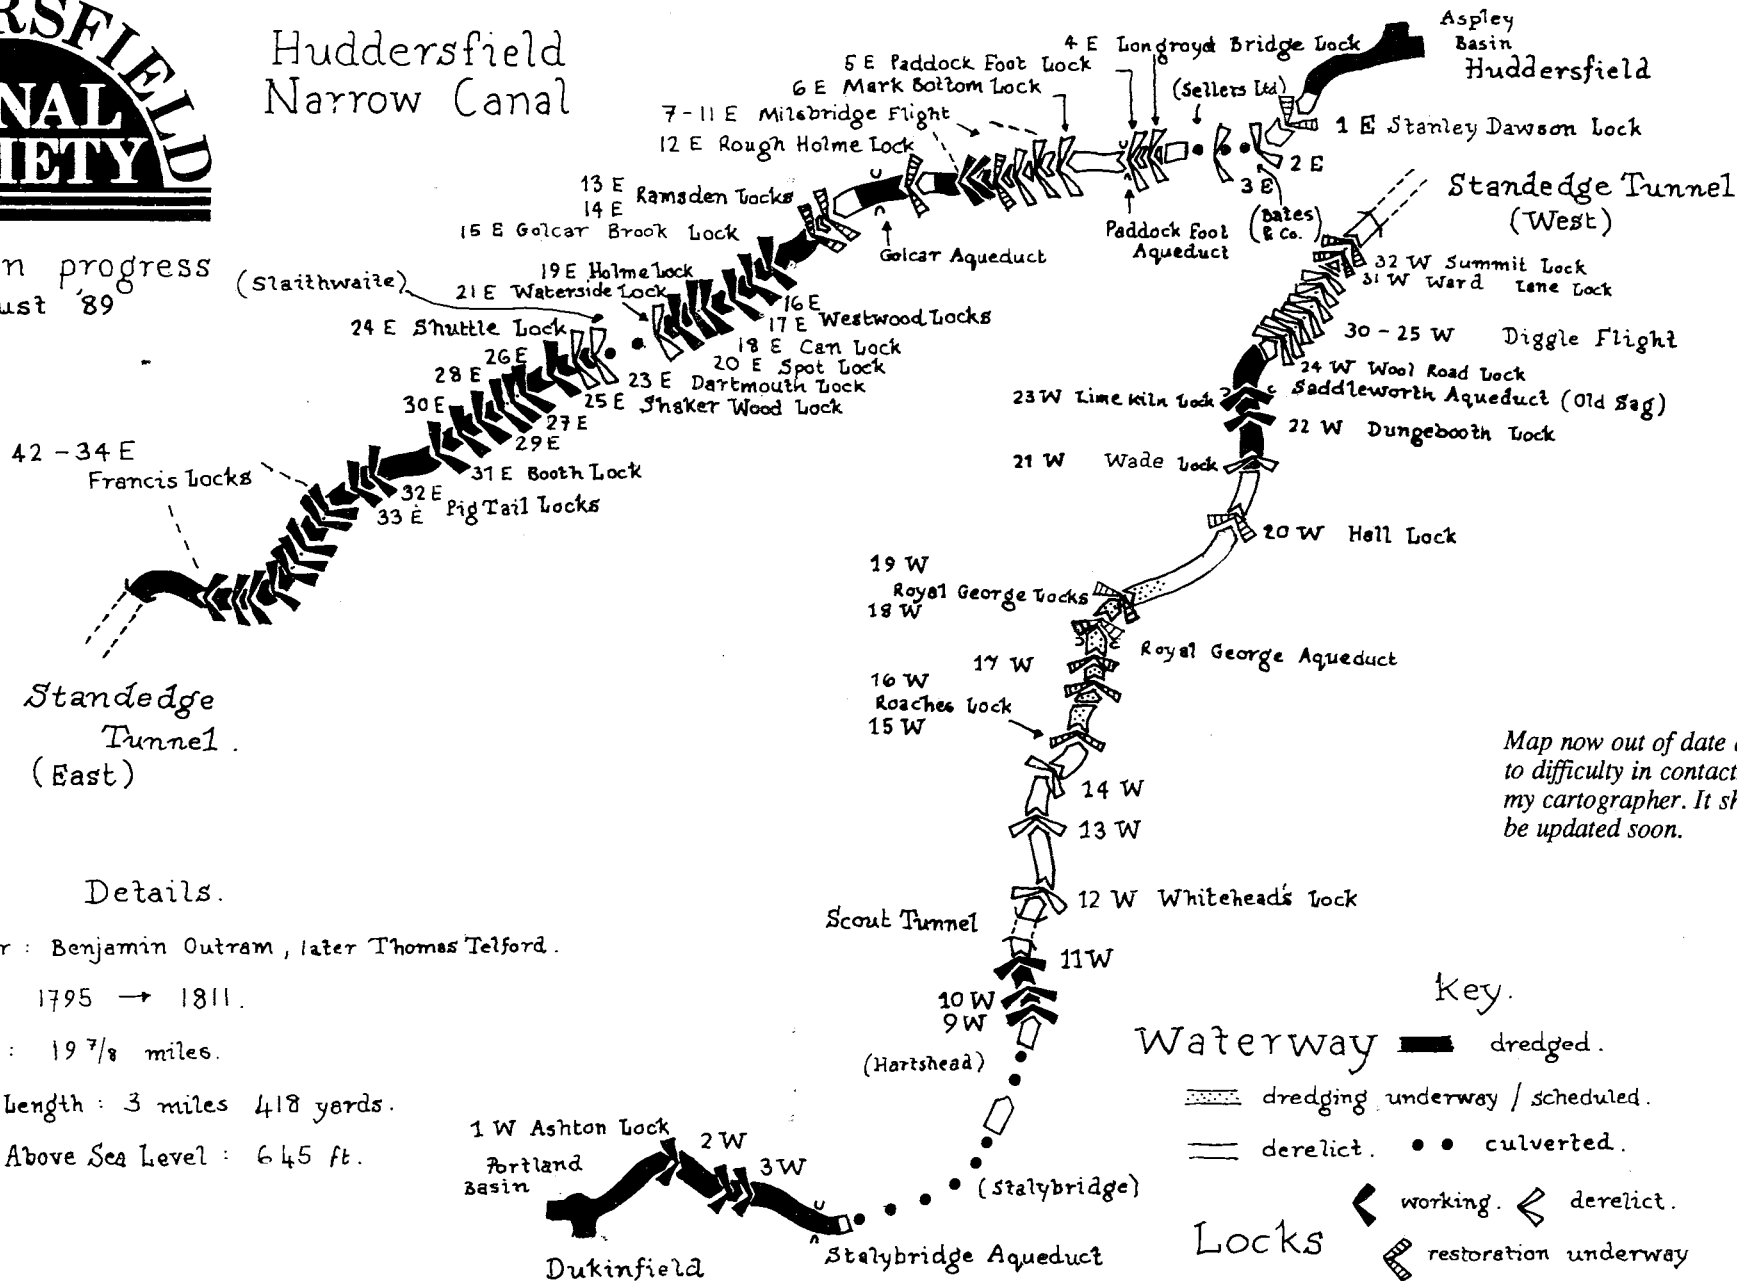 Huddersfield
Narrow Canal
August '89
Aspley
Basin
Huddersfield
4 E Longroyd Bridge Lock
5 E Paddock Foot Lock
6 E Mark Bottom Lock
(Sellers Ltd)
7-11 E Milsbridge Flight
12 E Rough Holme Lock
1 E Stanley Dawson Lock
2 E
3 E
(Bates
& Co.)
Paddock Foot
Aqueduct
13 E
Ramsden Locks
14 E
15 E Golcar Brook Lock
Golcar Aqueduct
in progress
(Slaithwaite)
19 E Holme Lock
21 E Waterside Lock
24 E Shuttle Lock
16 E
17 E Westwood Locks
18 E Can Lock
20 E Spot Lock
23 E Dartmouth Lock
25 E Shaker Wood Lock
26 E
28 E
30 E
27 E
29 E
31 E Booth Lock
32 E
33 E Pig Tail Locks
42 - 34 E
Francis Locks
Standedge
Tunnel.
(East)
Standedge Tunnel
(West)
32 W Summit Lock
31 W Ward Lane Lock
30 - 25 W Diggle Flight
24 W Wool Road Lock
Saddleworth Aqueduct (Old Sag)
23 W Lime Kiln Lock
22 W Dungebooth Lock
21 W Wade Lock
20 W Hall Lock
19 W
Royal George Locks
18 W
Royal George Aqueduct
17 W
16 W
Roaches Lock
15 W
14 W
13 W
12 W Whitehead's Lock
Scout Tunnel
11 W
10 W
9 W
(Hartshead)
(Stalybridge)
1 W Ashton Lock
2 W
3 W
Portland
Basin
Dukinfield
Stalybridge Aqueduct
Map now out of date
to difficulty in
my cartographer. It
be updated soon.
Details.
: Benjamin Outram, later Thomas Telford.
1795 → 1811.
: 19 7/8 miles.
Length : 3 miles 418 yards.
Above Sea Level : 645 ft.
Key.
Waterway dredged.
dredging underway / scheduled.
derelict. culverted.
working. derelict.
Locks restoration underway